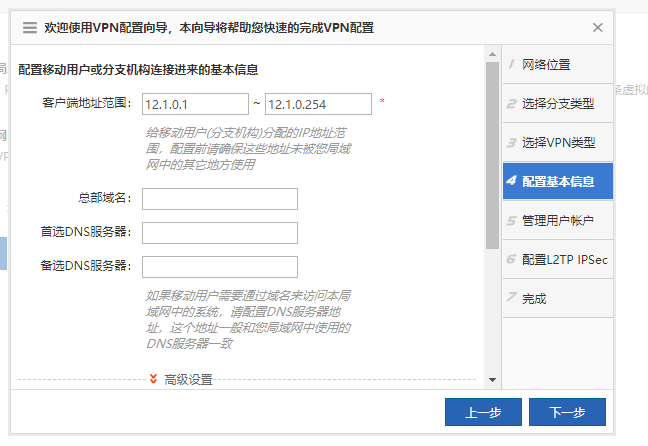 欢迎使用VPN配置向导，本向导将帮助您快速的完成VPN配置
配置移动用户或分支机构连接进来的基本信息
客户端地址范围: 12.1.0.1 ~ 12.1.0.254 *
给移动用户(分支机构)分配的IP地址范
围，配置前请确保这些地址未被您局域
网中的其它地方使用
总部域名:
首选DNS服务器:
备选DNS服务器:
如果移动用户需要通过域名来访问本局
域网中的系统，请配置DNS服务器地
址，这个地址一般和您局域网中使用的
DNS服务器一致
高级设置
1 网络位置
2 选择分支类型
3 选择VPN类型
4 配置基本信息
5 管理用户帐户
6 配置L2TP IPSec
7 完成
上一步 下一步
条虚拟的